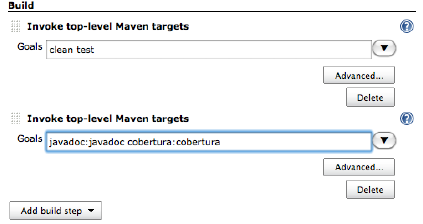 Build
Invoke top-level Maven targets
Goals clean test
Advanced...
Delete
Invoke top-level Maven targets
Goals javadoc:javadoc cobertura:cobertura
Advanced...
Delete
Add build step